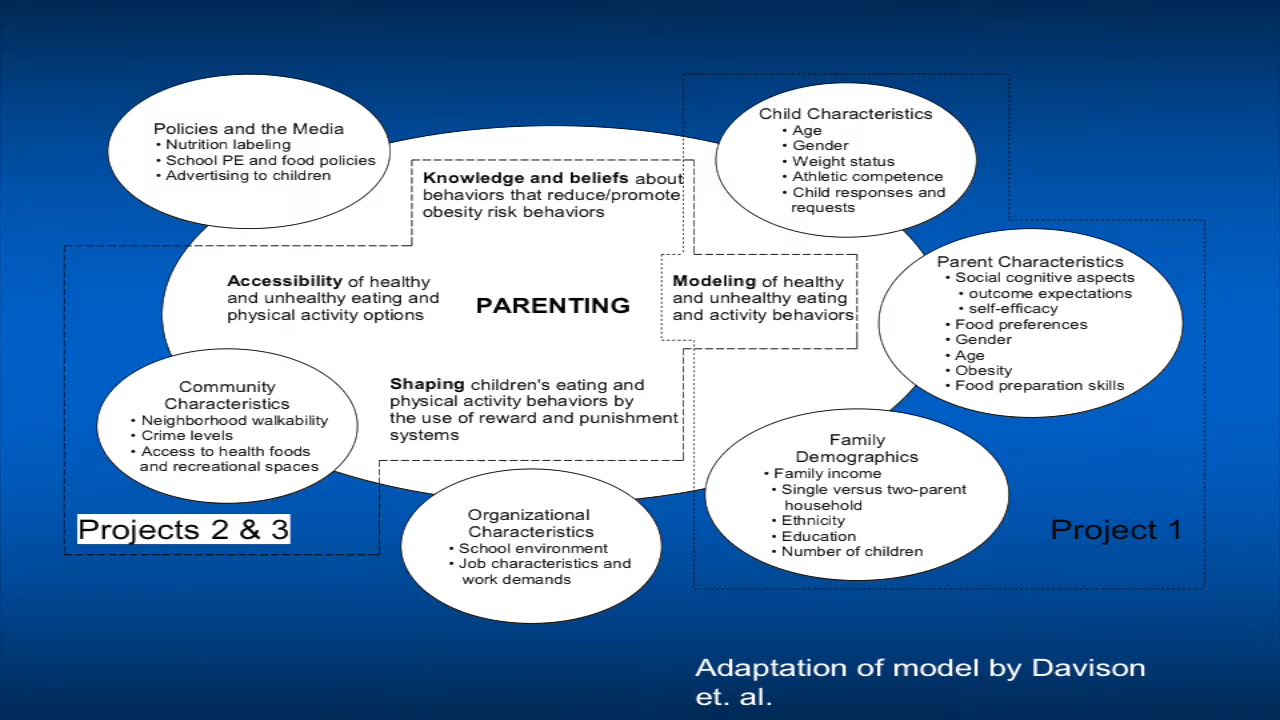 Policies and the Media
• Nutrition labeling
• School PE and food policies
• Advertising to children
Child Characteristics
• Age
• Gender
• Weight status
• Athletic competence
• Child responses and
requests
Knowledge and beliefs about
behaviors that reduce/promote
obesity risk behaviors
Accessibility of healthy
and unhealthy eating and
physical activity options
PARENTING
Modeling of healthy
and unhealthy eating
and activity behaviors
Parent Characteristics
• Social cognitive aspects
• outcome expectations
• self-efficacy
• Food preferences
• Gender
• Age
• Obesity
• Food preparation skills
Community
Characteristics
• Neighborhood walkability
• Crime levels
• Access to health foods
and recreational spaces
Shaping children's eating and
physical activity behaviors by
the use of reward and punishment
systems
Family
Demographics
• Family income
• Single versus two-parent
household
• Ethnicity
• Education
• Number of children
Organizational
Characteristics
• School environment
• Job characteristics and
work demands
Projects 2 & 3
Project 1
Adaptation of model by Davison
et. al.